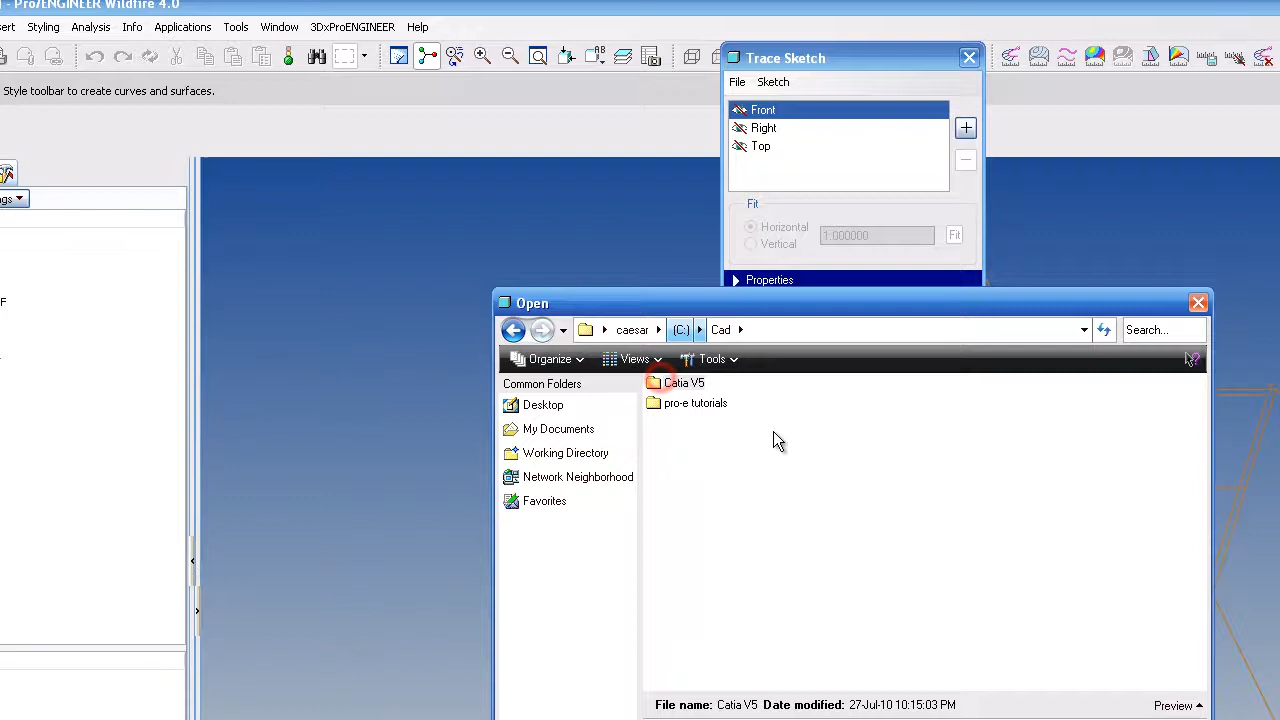 - Pro/ENGINEER Wildfire 4.0
sert Styling Analysis Info Applications Tools Window 3DxProENGINEER Help
Style toolbar to create curves and surfaces.
Trace Sketch
File Sketch
Front
Right
Top
Fit
Horizontal
Vertical
1:000000
Fit
Properties
ngs
F
Open
caesar (C:) Cad
Search...
Organize Views Tools
Common Folders
Desktop
My Documents
Working Directory
Network Neighborhood
Favorites
Catia V5
pro-e tutorials
File name: Catia V5 Date modified: 27-Jul-10 10:15:03 PM
Preview